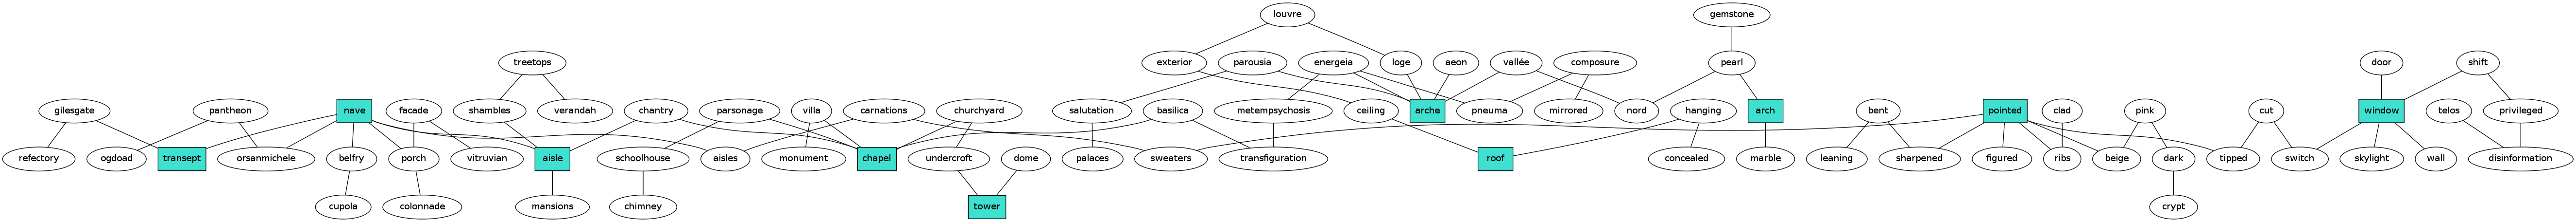 louvre gemstone
treetops exterior parousia energeia loge aeon vallée composure pearl door shift
gilesgate pantheon nave facade shambles verandah chantry parsonage villa carnations churchyard salutation basilica metempsychosis ceiling arche pneuma mirrored nord hanging arch bent pointed clad pink cut window telos privileged
refectory ogdoad transept orsanmichele belfry porch vitruvian aisle schoolhouse aisles monument chapel undercroft dome palaces sweaters transfiguration roof concealed marble leaning sharpened figured ribs beige dark tipped switch skylight wall disinformation
cupola colonnade mansions chimney tower crypt